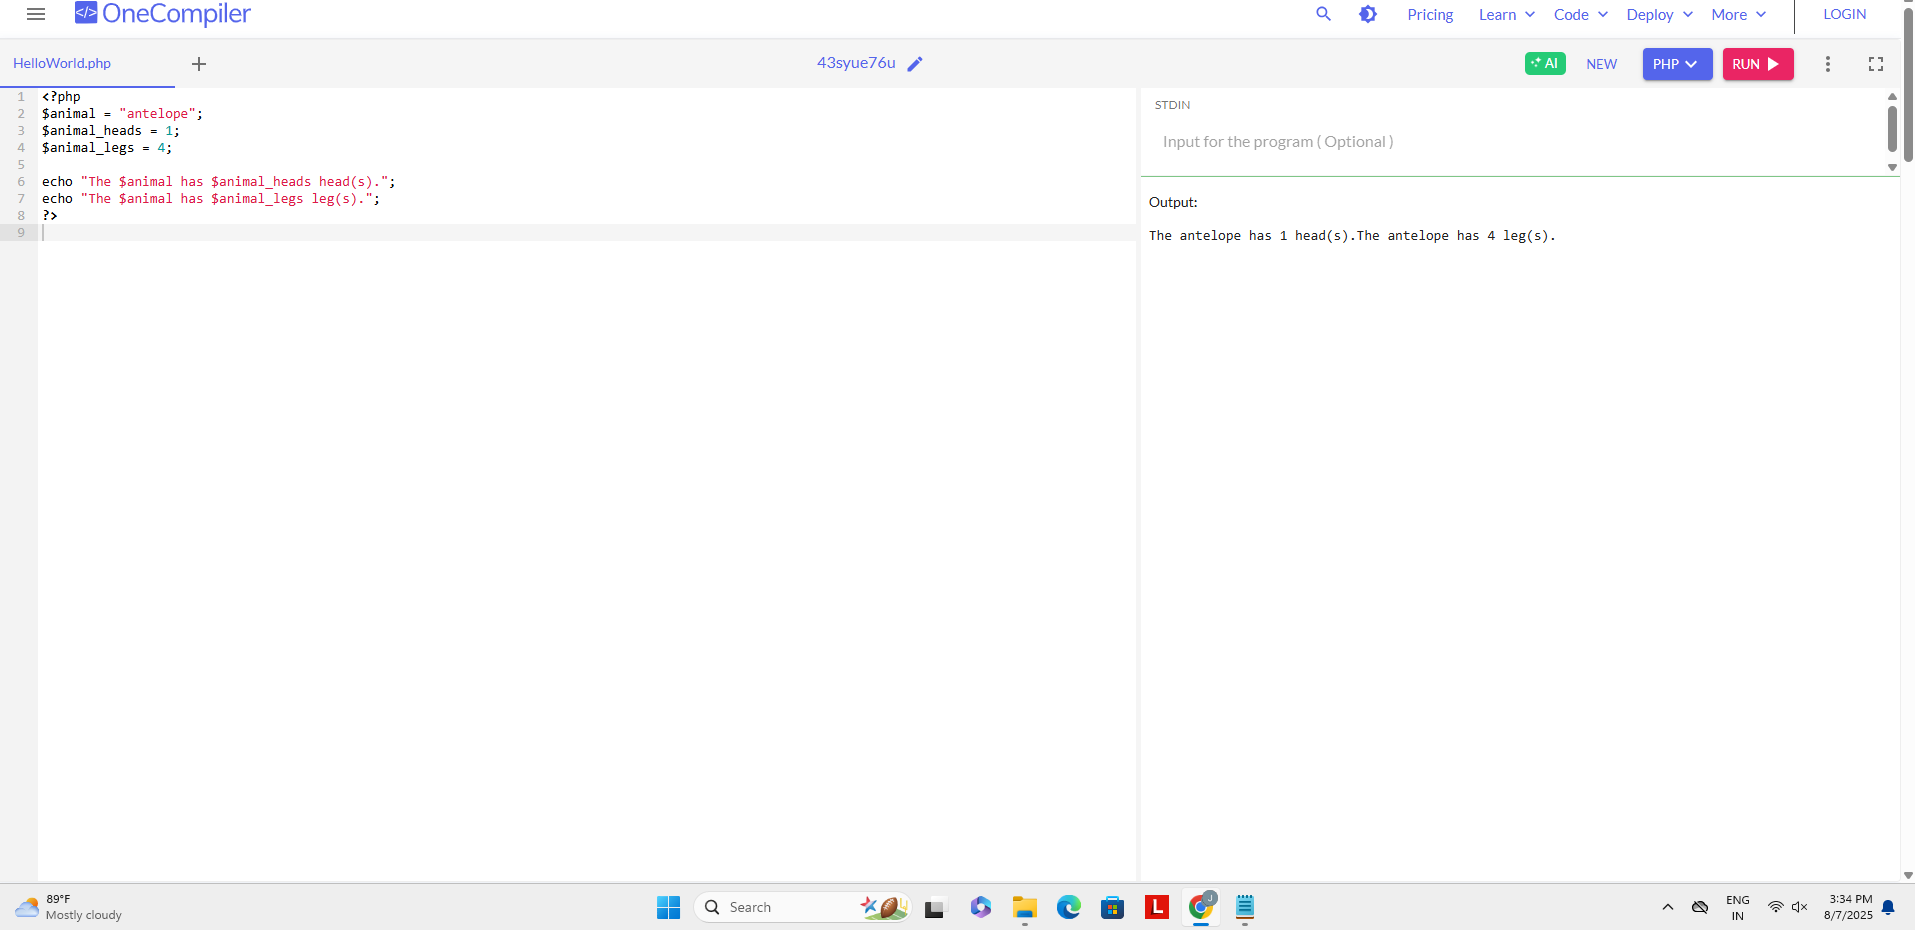 </> OneCompiler
Pricing Learn Code Deploy More LOGIN
HelloWorld.php
43syue76u
AI NEW PHP RUN
1 <?php
2 $animal = "antelope";
3 $animal_heads = 1;
4 $animal_legs = 4;
5
6 echo "The $animal has $animal_heads head(s).";
7 echo "The $animal has $animal_legs leg(s).";
8 ?>
9
STDIN
Input for the program ( Optional )
Output:
The antelope has 1 head(s).The antelope has 4 leg(s).
89°F
Mostly cloudy
Search
L
J
ENG
IN
3:34 PM
8/7/2025